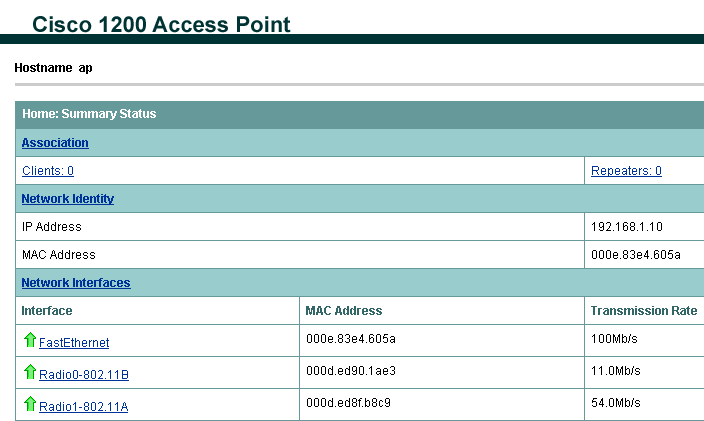 Cisco 1200 Access Point
Hostname ap
Home: Summary Status
Association
Clients: 0 Repeaters: 0
Network Identity
IP Address 192.168.1.10
MAC Address 000e.83e4.605a
Network Interfaces
Interface MAC Address Transmission Rate
FastEthernet 000e.83e4.605a 100Mb/s
Radio0-802.11B 000d.ed90.1ae3 11.0Mb/s
Radio1-802.11A 000d.ed8f.b8c9 54.0Mb/s